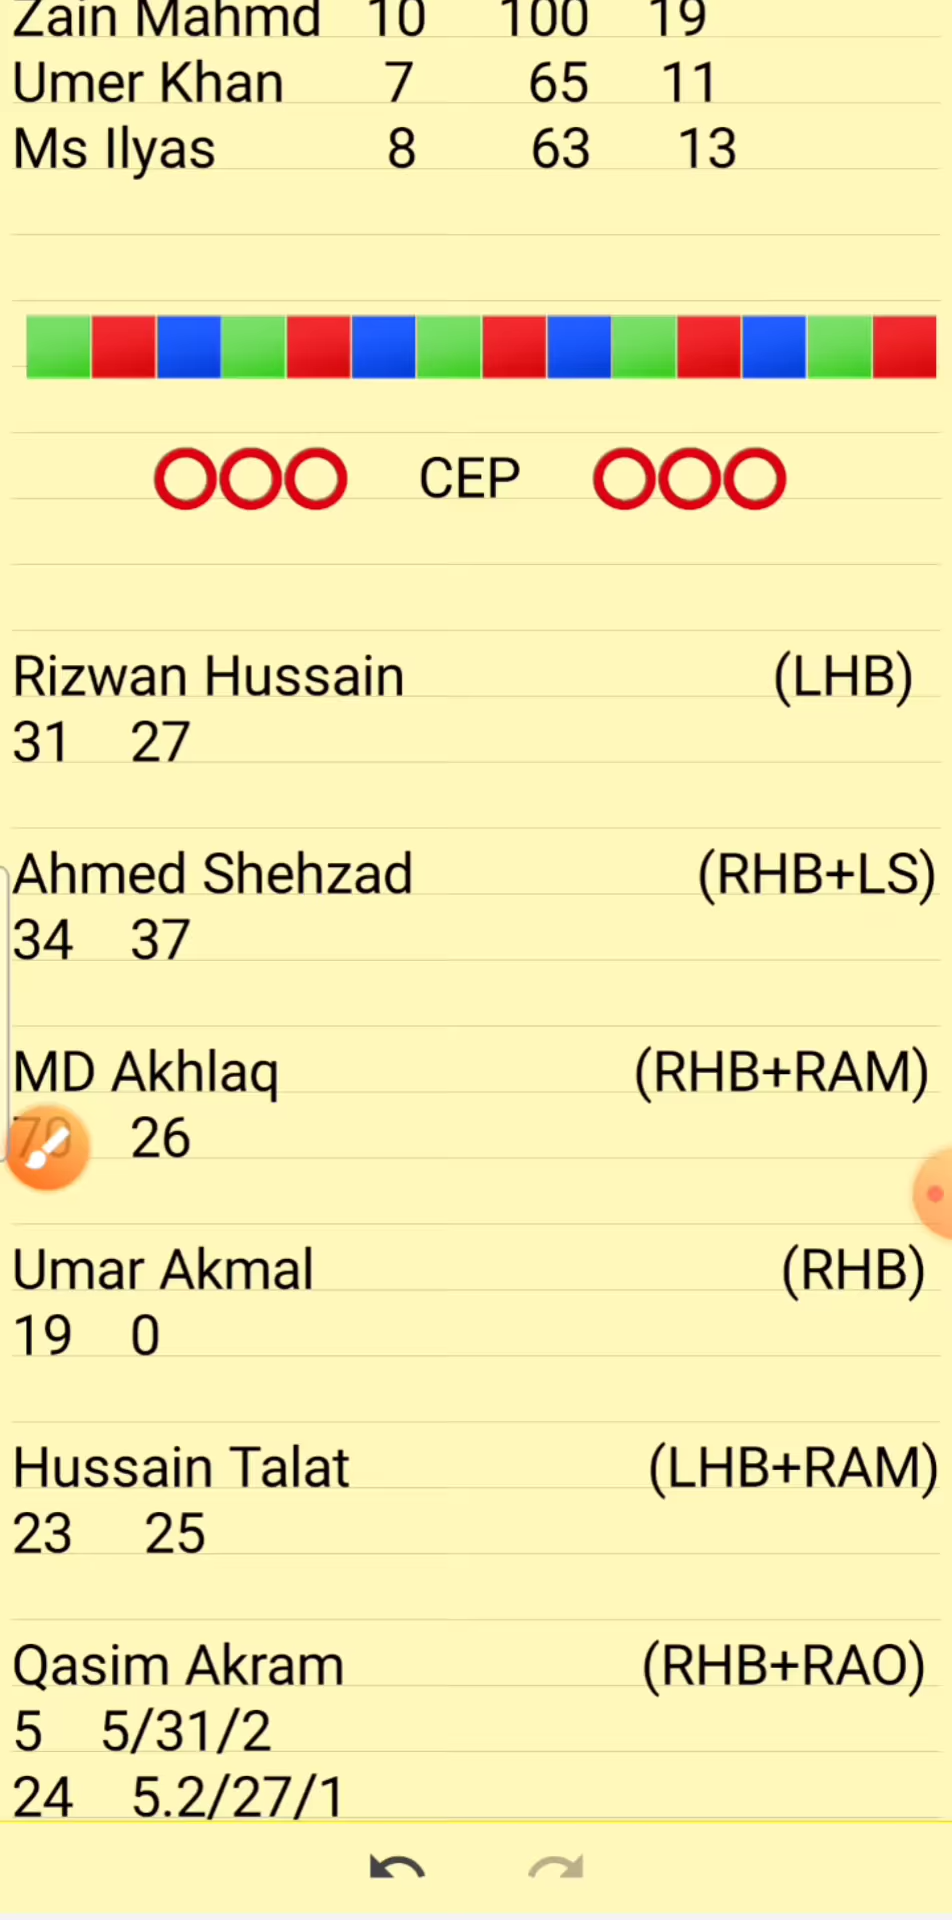 Zain Mahmd 10 100 19
Umer Khan 7 65 11
Ms Ilyas 8 63 13
CEP
Rizwan Hussain (LHB)
31 27
Ahmed Shehzad (RHB+LS)
34 37
MD Akhlaq (RHB+RAM)
70 26
Umar Akmal (RHB)
19 0
Hussain Talat (LHB+RAM)
23 25
Qasim Akram (RHB+RAO)
5 5/31/2
24 5.2/27/1